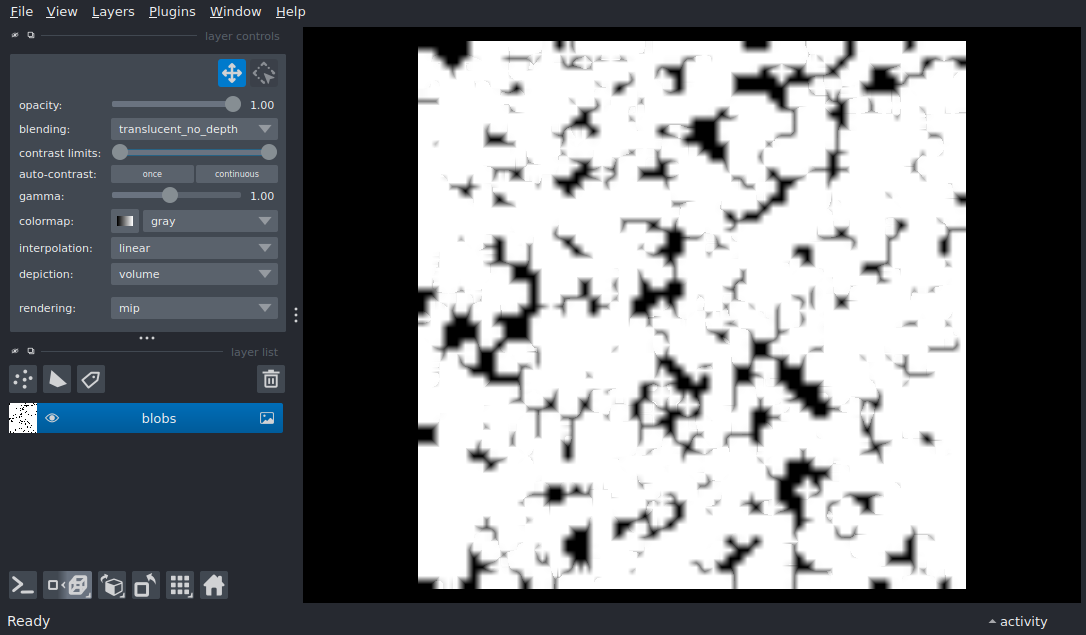 File View Layers Plugins Window Help
layer controls
opacity: 1.00
blending: translucent_no_depth
contrast limits:
auto-contrast: once continuous
gamma: 1.00
colormap: gray
interpolation: linear
depiction: volume
rendering: mip
layer list
blobs
Ready activity